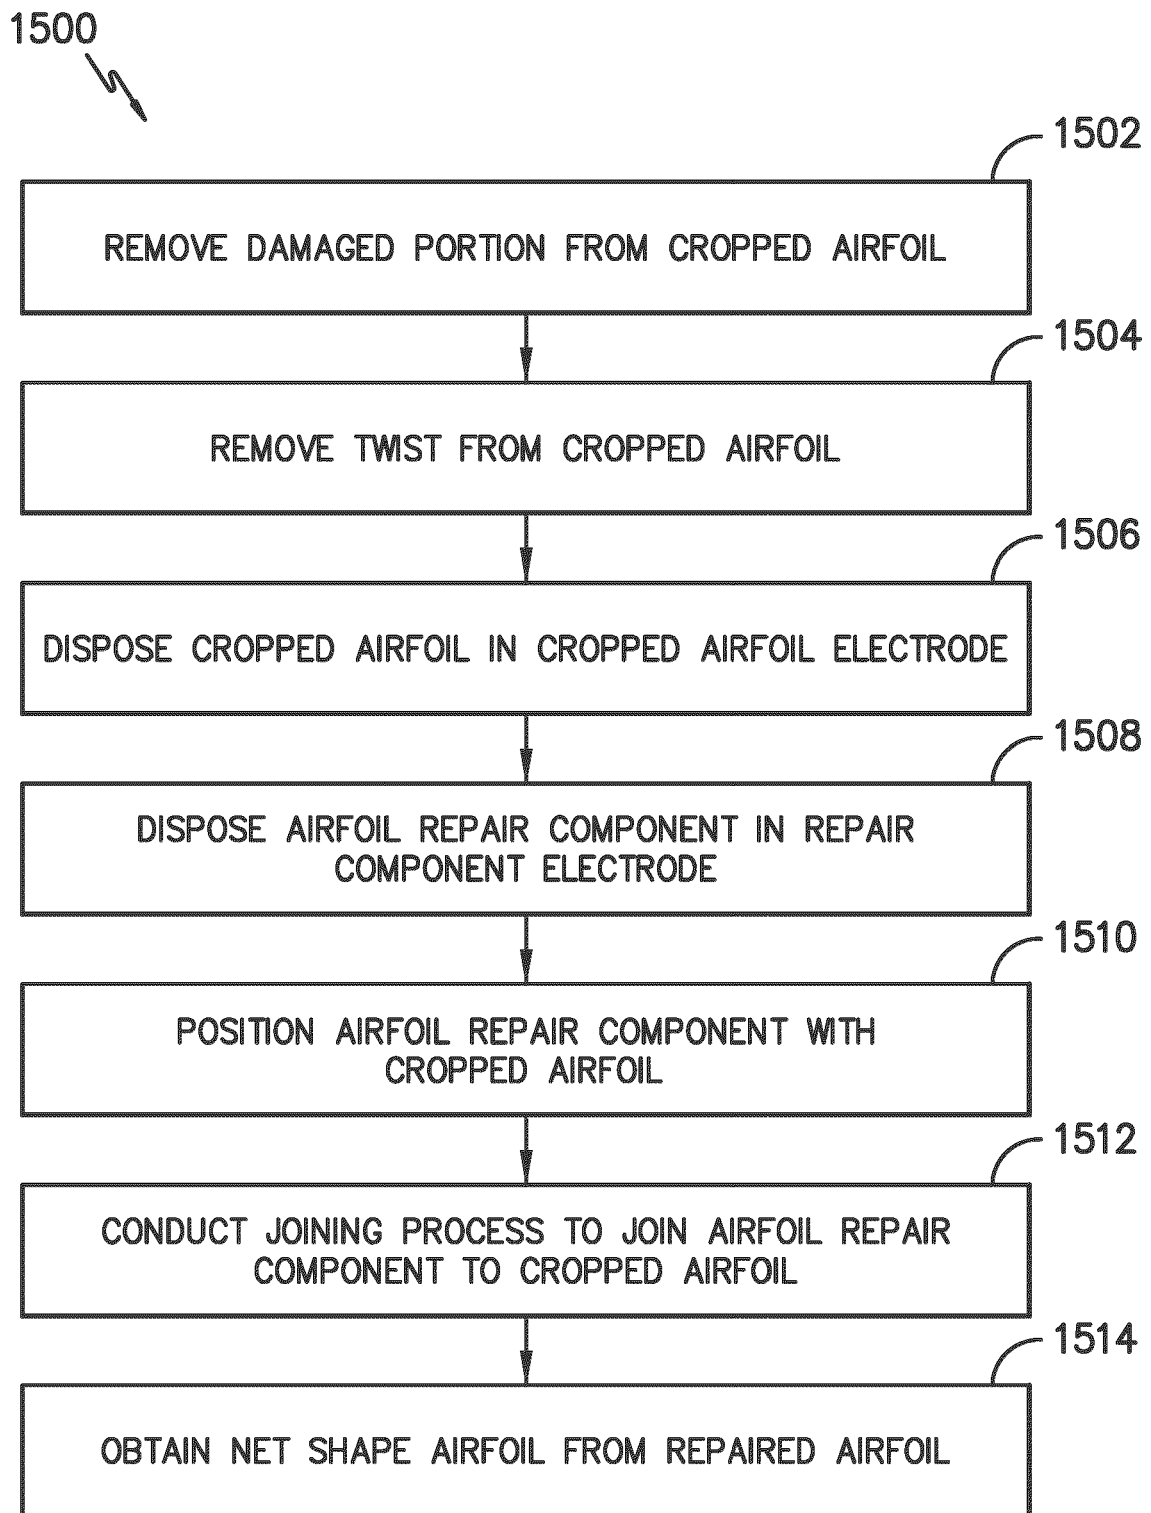 1500
1502
REMOVE DAMAGED PORTION FROM CROPPED AIRFOIL
1504
REMOVE TWIST FROM CROPPED AIRFOIL
1506
DISPOSE CROPPED AIRFOIL IN CROPPED AIRFOIL ELECTRODE
1508
DISPOSE AIRFOIL REPAIR COMPONENT IN REPAIR
COMPONENT ELECTRODE
1510
POSITION AIRFOIL REPAIR COMPONENT WITH
CROPPED AIRFOIL
1512
CONDUCT JOINING PROCESS TO JOIN AIRFOIL REPAIR
COMPONENT TO CROPPED AIRFOIL
1514
OBTAIN NET SHAPE AIRFOIL FROM REPAIRED AIRFOIL